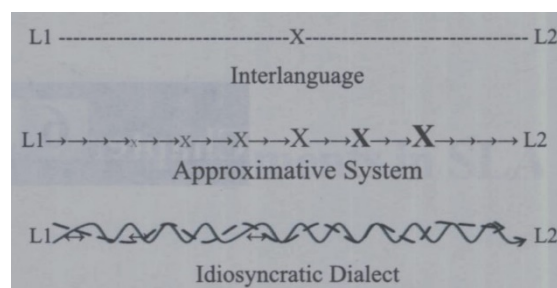 L1 -----------------------------X----------------------------- L2
Interlanguage
L1→→→→x→→X→→X→→X→→X→→X→→→→→L2
Approximative System
L1 L2
Idiosyncratic Dialect